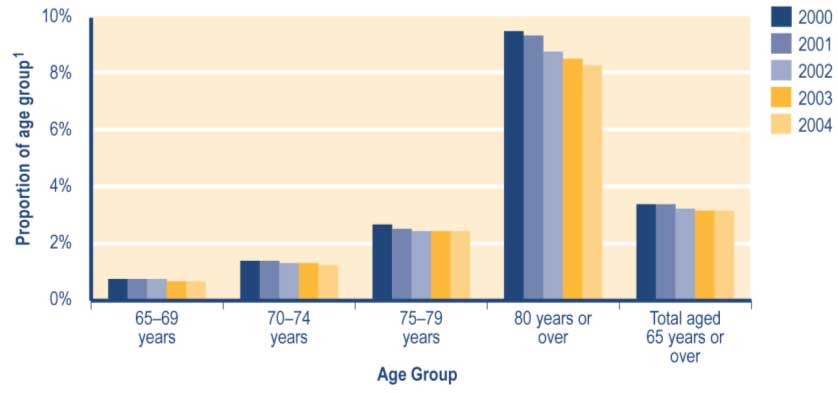 10%
8%
6%
4%
2%
0%
Proportion of age group1
65–69
years
70–74
years
75–79
years
80 years or
over
Total aged
65 years or
over
Age Group
2000
2001
2002
2003
2004